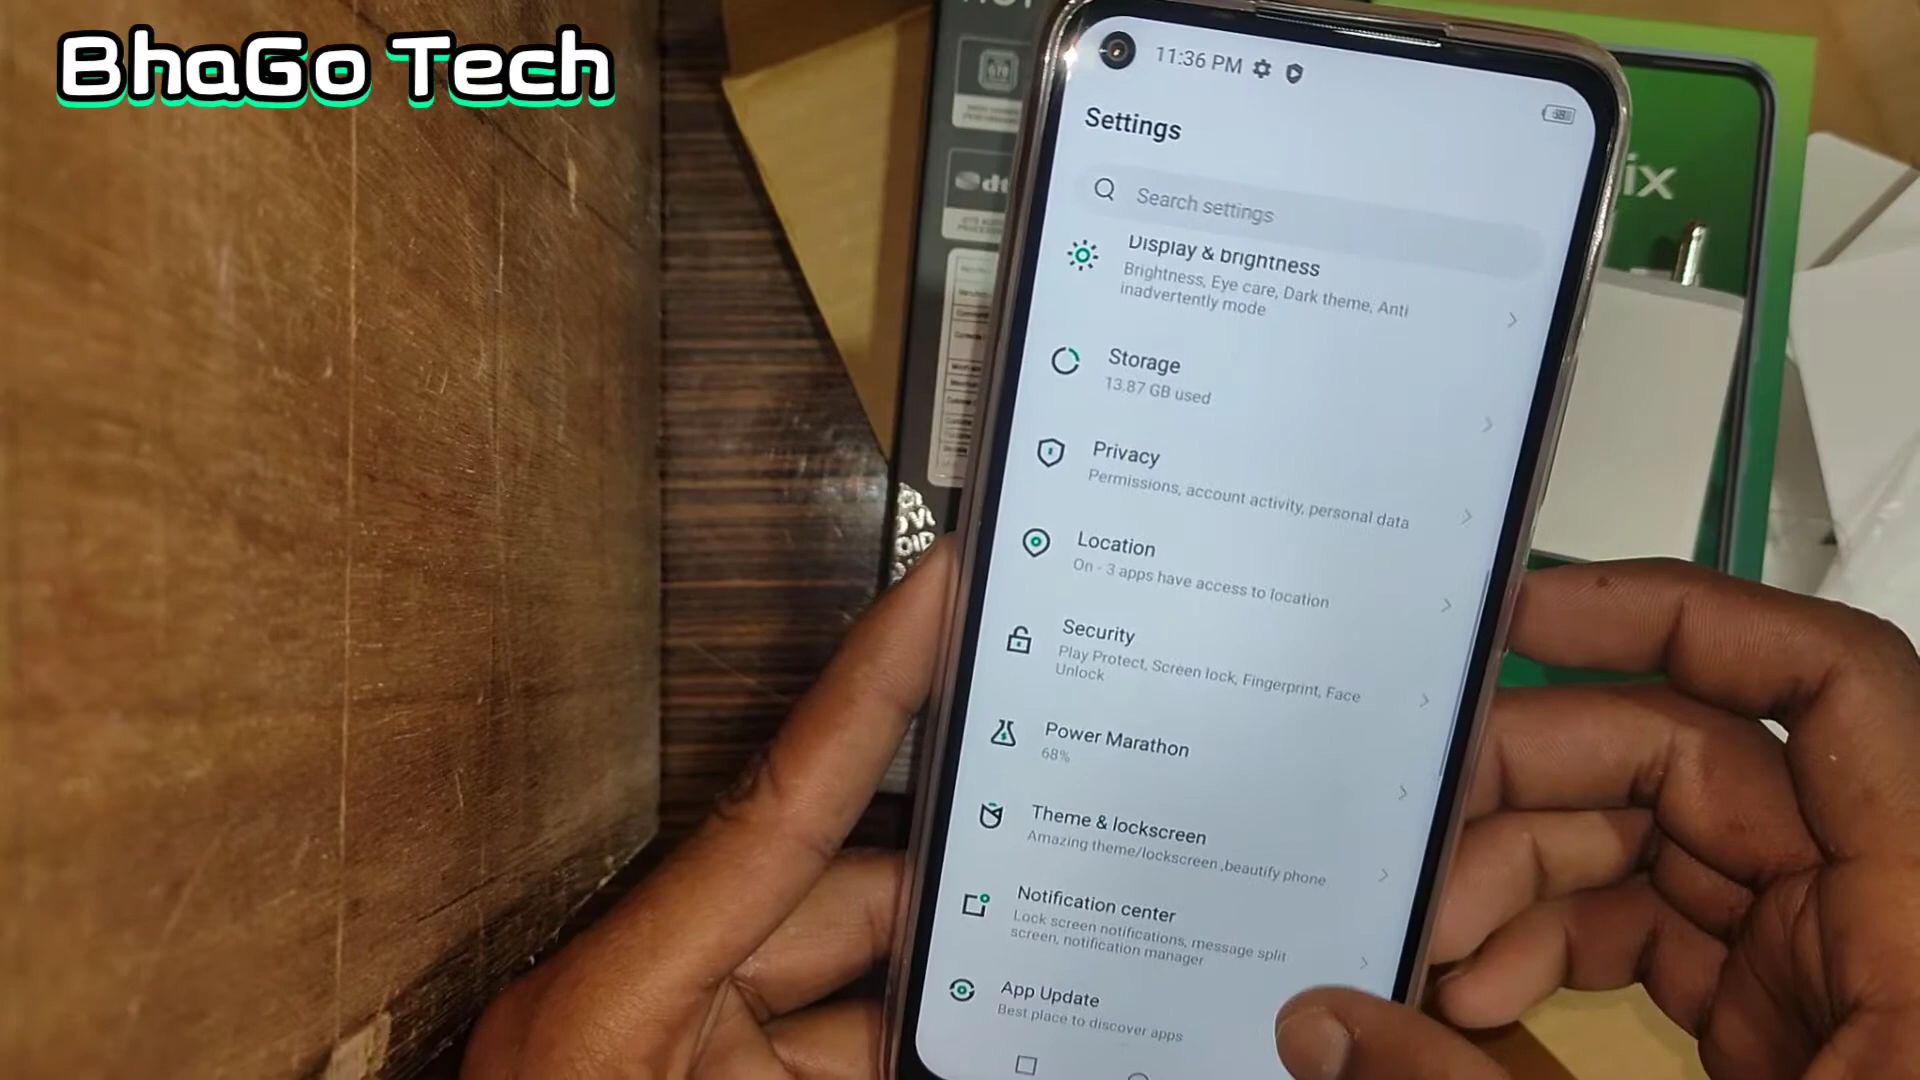 BhaGo Tech
11:36 PM
68
Settings
Search settings
Display & brightness
Brightness, Eye care, Dark theme, Anti
inadvertently mode
Storage
13.87 GB used
Privacy
Permissions, account activity, personal data
Location
On - 3 apps have access to location
Security
Play Protect, Screen lock, Fingerprint, Face
Unlock
Power Marathon
68%
Theme & lockscreen
Amazing theme/lockscreen ,beautify phone
Notification center
Lock screen notifications, message split
screen, notification manager
App Update
Best place to discover apps
ix
dt